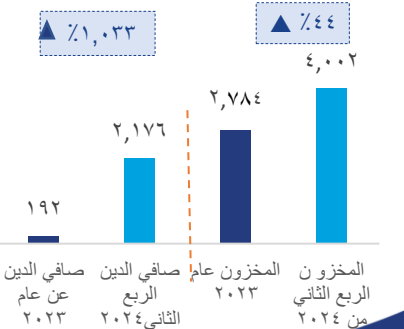 ٪٤٤ ▲
٪١,٠٣٣ ▲
٤,٠٠٢
٢,٧٨٤
٢,١٧٦
١٩٢
المخزو ن
الربع الثاني
من ٢٠٢٤
المخزون عام
٢٠٢٣
صافي الدين
الربع
الثاني٢٠٢٤
صافي الدين
عن عام
٢٠٢٣